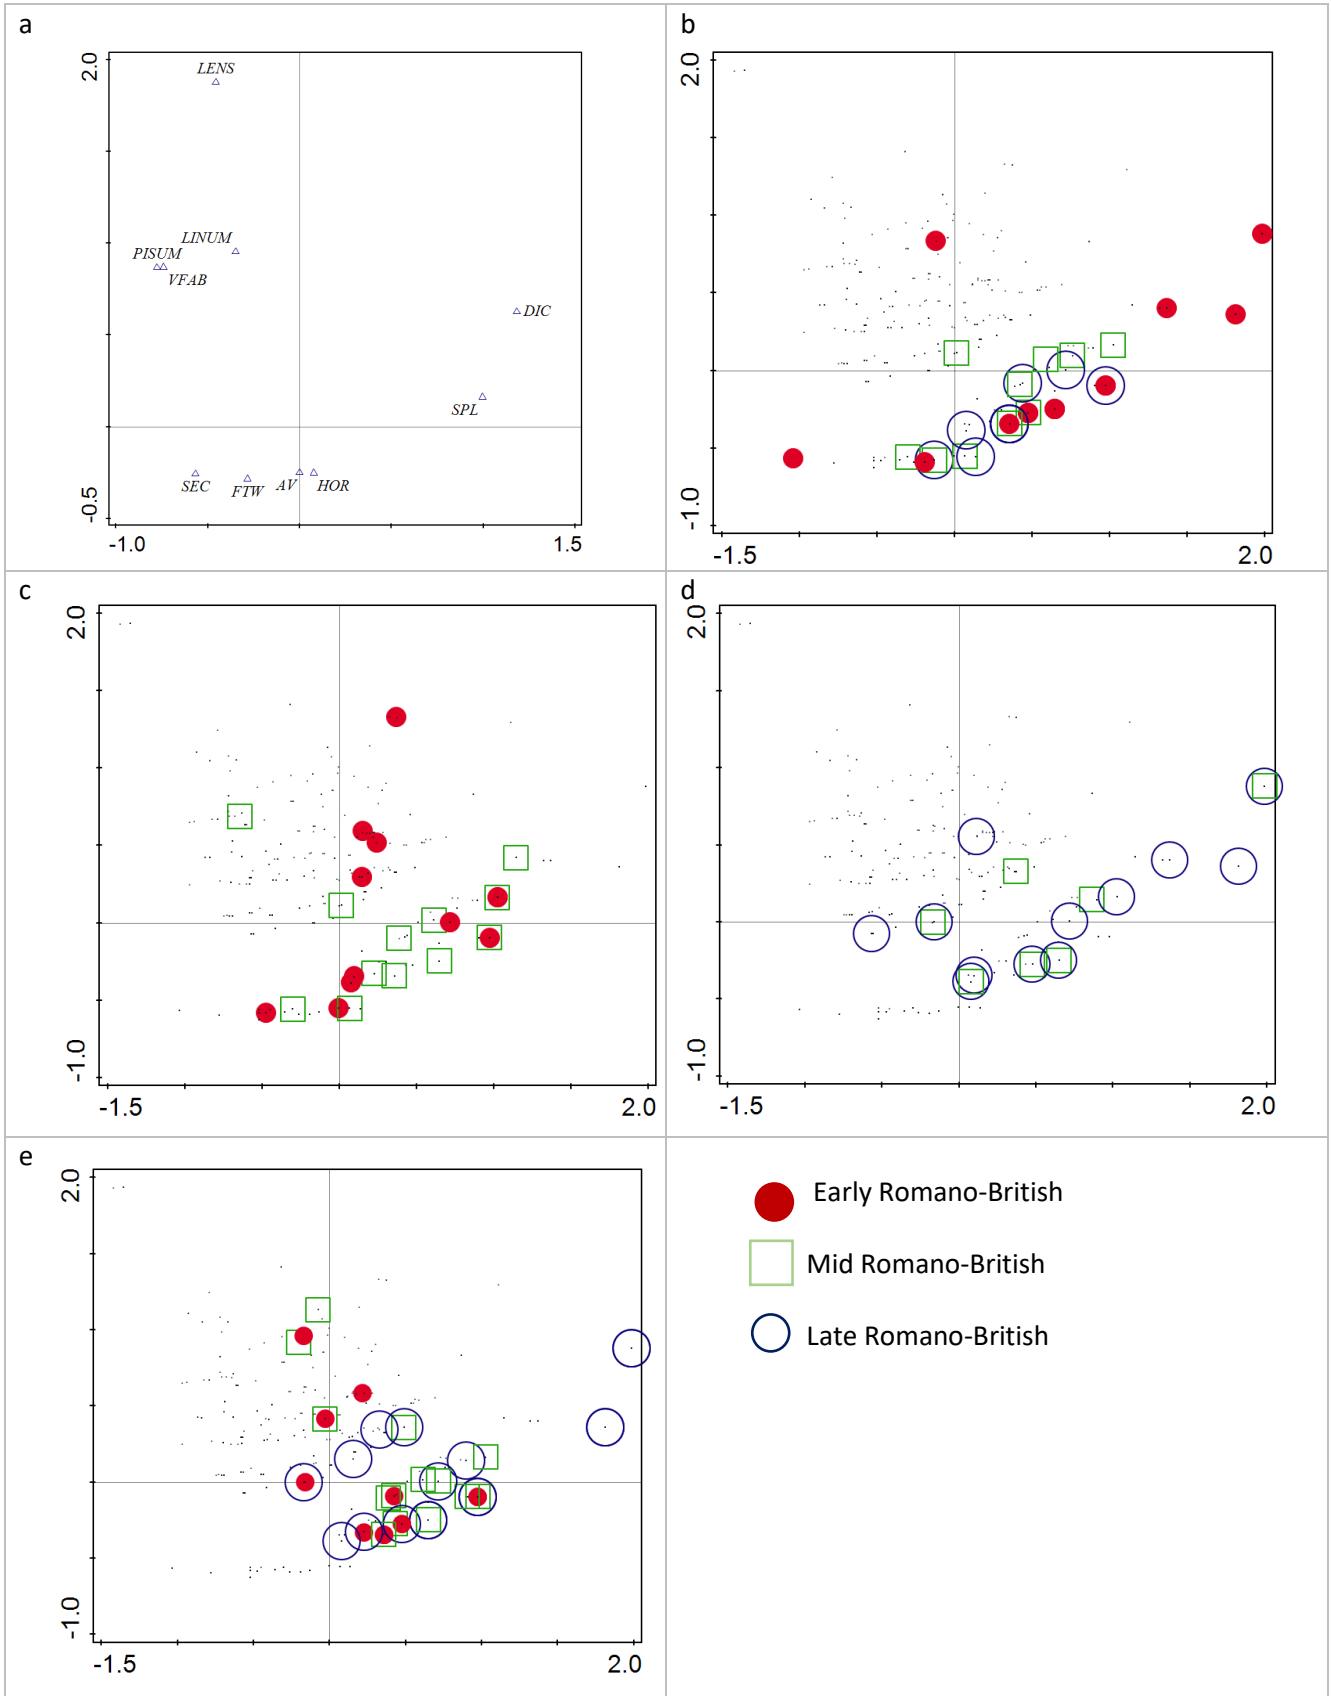 a
2.0
LENS
LINUM
PISUM
VFAB
DIC
SPL
SEC
FTW
AV
HOR
-0.5
-1.0
1.5
b
2.0
-1.0
-1.5
2.0
c
2.0
-1.0
-1.5
2.0
d
2.0
-1.0
-1.5
2.0
e
2.0
-1.0
-1.5
2.0
Early Romano-British
Mid Romano-British
Late Romano-British